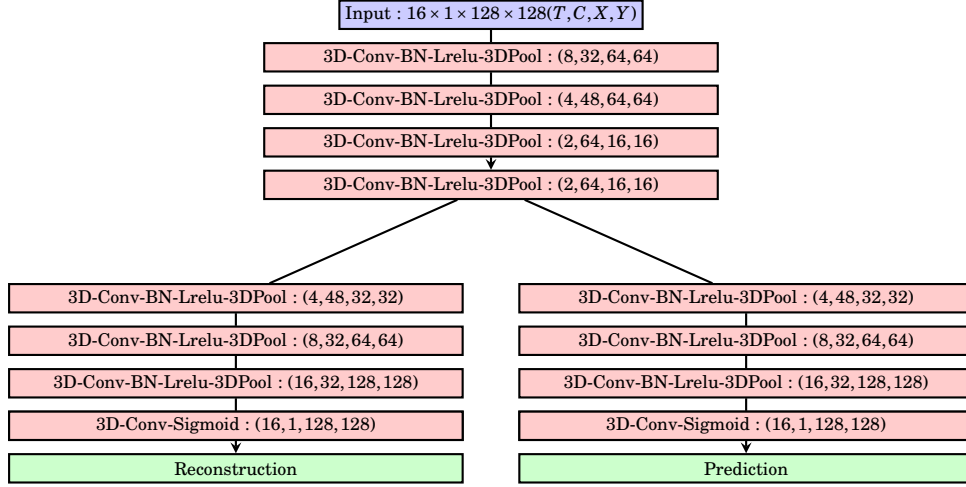 Input : 16 × 1 × 128 × 128(T,C,X,Y)
3D-Conv-BN-Lrelu-3DPool : (8,32,64,64)
3D-Conv-BN-Lrelu-3DPool : (4,48,64,64)
3D-Conv-BN-Lrelu-3DPool : (2,64,16,16)
3D-Conv-BN-Lrelu-3DPool : (2,64,16,16)
3D-Conv-BN-Lrelu-3DPool : (4,48,32,32)
3D-Conv-BN-Lrelu-3DPool : (8,32,64,64)
3D-Conv-BN-Lrelu-3DPool : (16,32,128,128)
3D-Conv-Sigmoid : (16,1,128,128)
Reconstruction
3D-Conv-BN-Lrelu-3DPool : (4,48,32,32)
3D-Conv-BN-Lrelu-3DPool : (8,32,64,64)
3D-Conv-BN-Lrelu-3DPool : (16,32,128,128)
3D-Conv-Sigmoid : (16,1,128,128)
Prediction